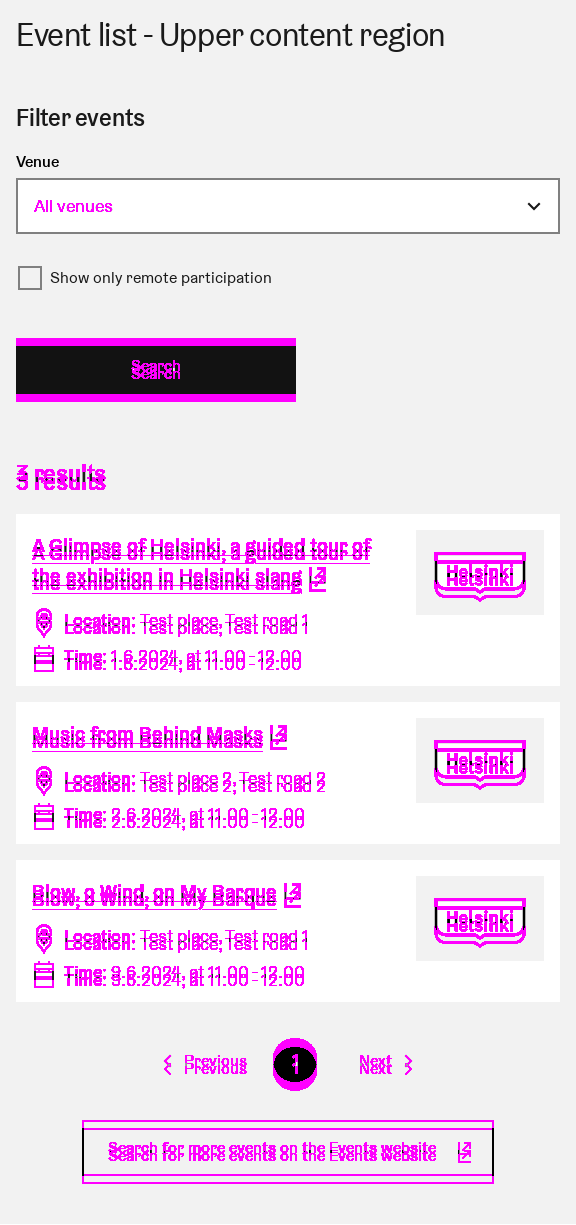 Event list - Upper content region
Filter events
Venue
All venues
Show only remote participation
Search
3 results
A Glimpse of Helsinki, a guided tour of
the exhibition in Helsinki slang
Helsinki
Location: Test place, Test road 1
Time: 1.6.2024, at 11.00 - 12.00
Music from Behind Masks
Helsinki
Location: Test place 2, Test road 2
Time: 2.6.2024, at 11.00 - 12.00
Blow, o Wind, on My Barque
Helsinki
Location: Test place, Test road 1
Time: 3.6.2024, at 11.00 - 12.00
Previous 1 Next
Search for more events on the Events website